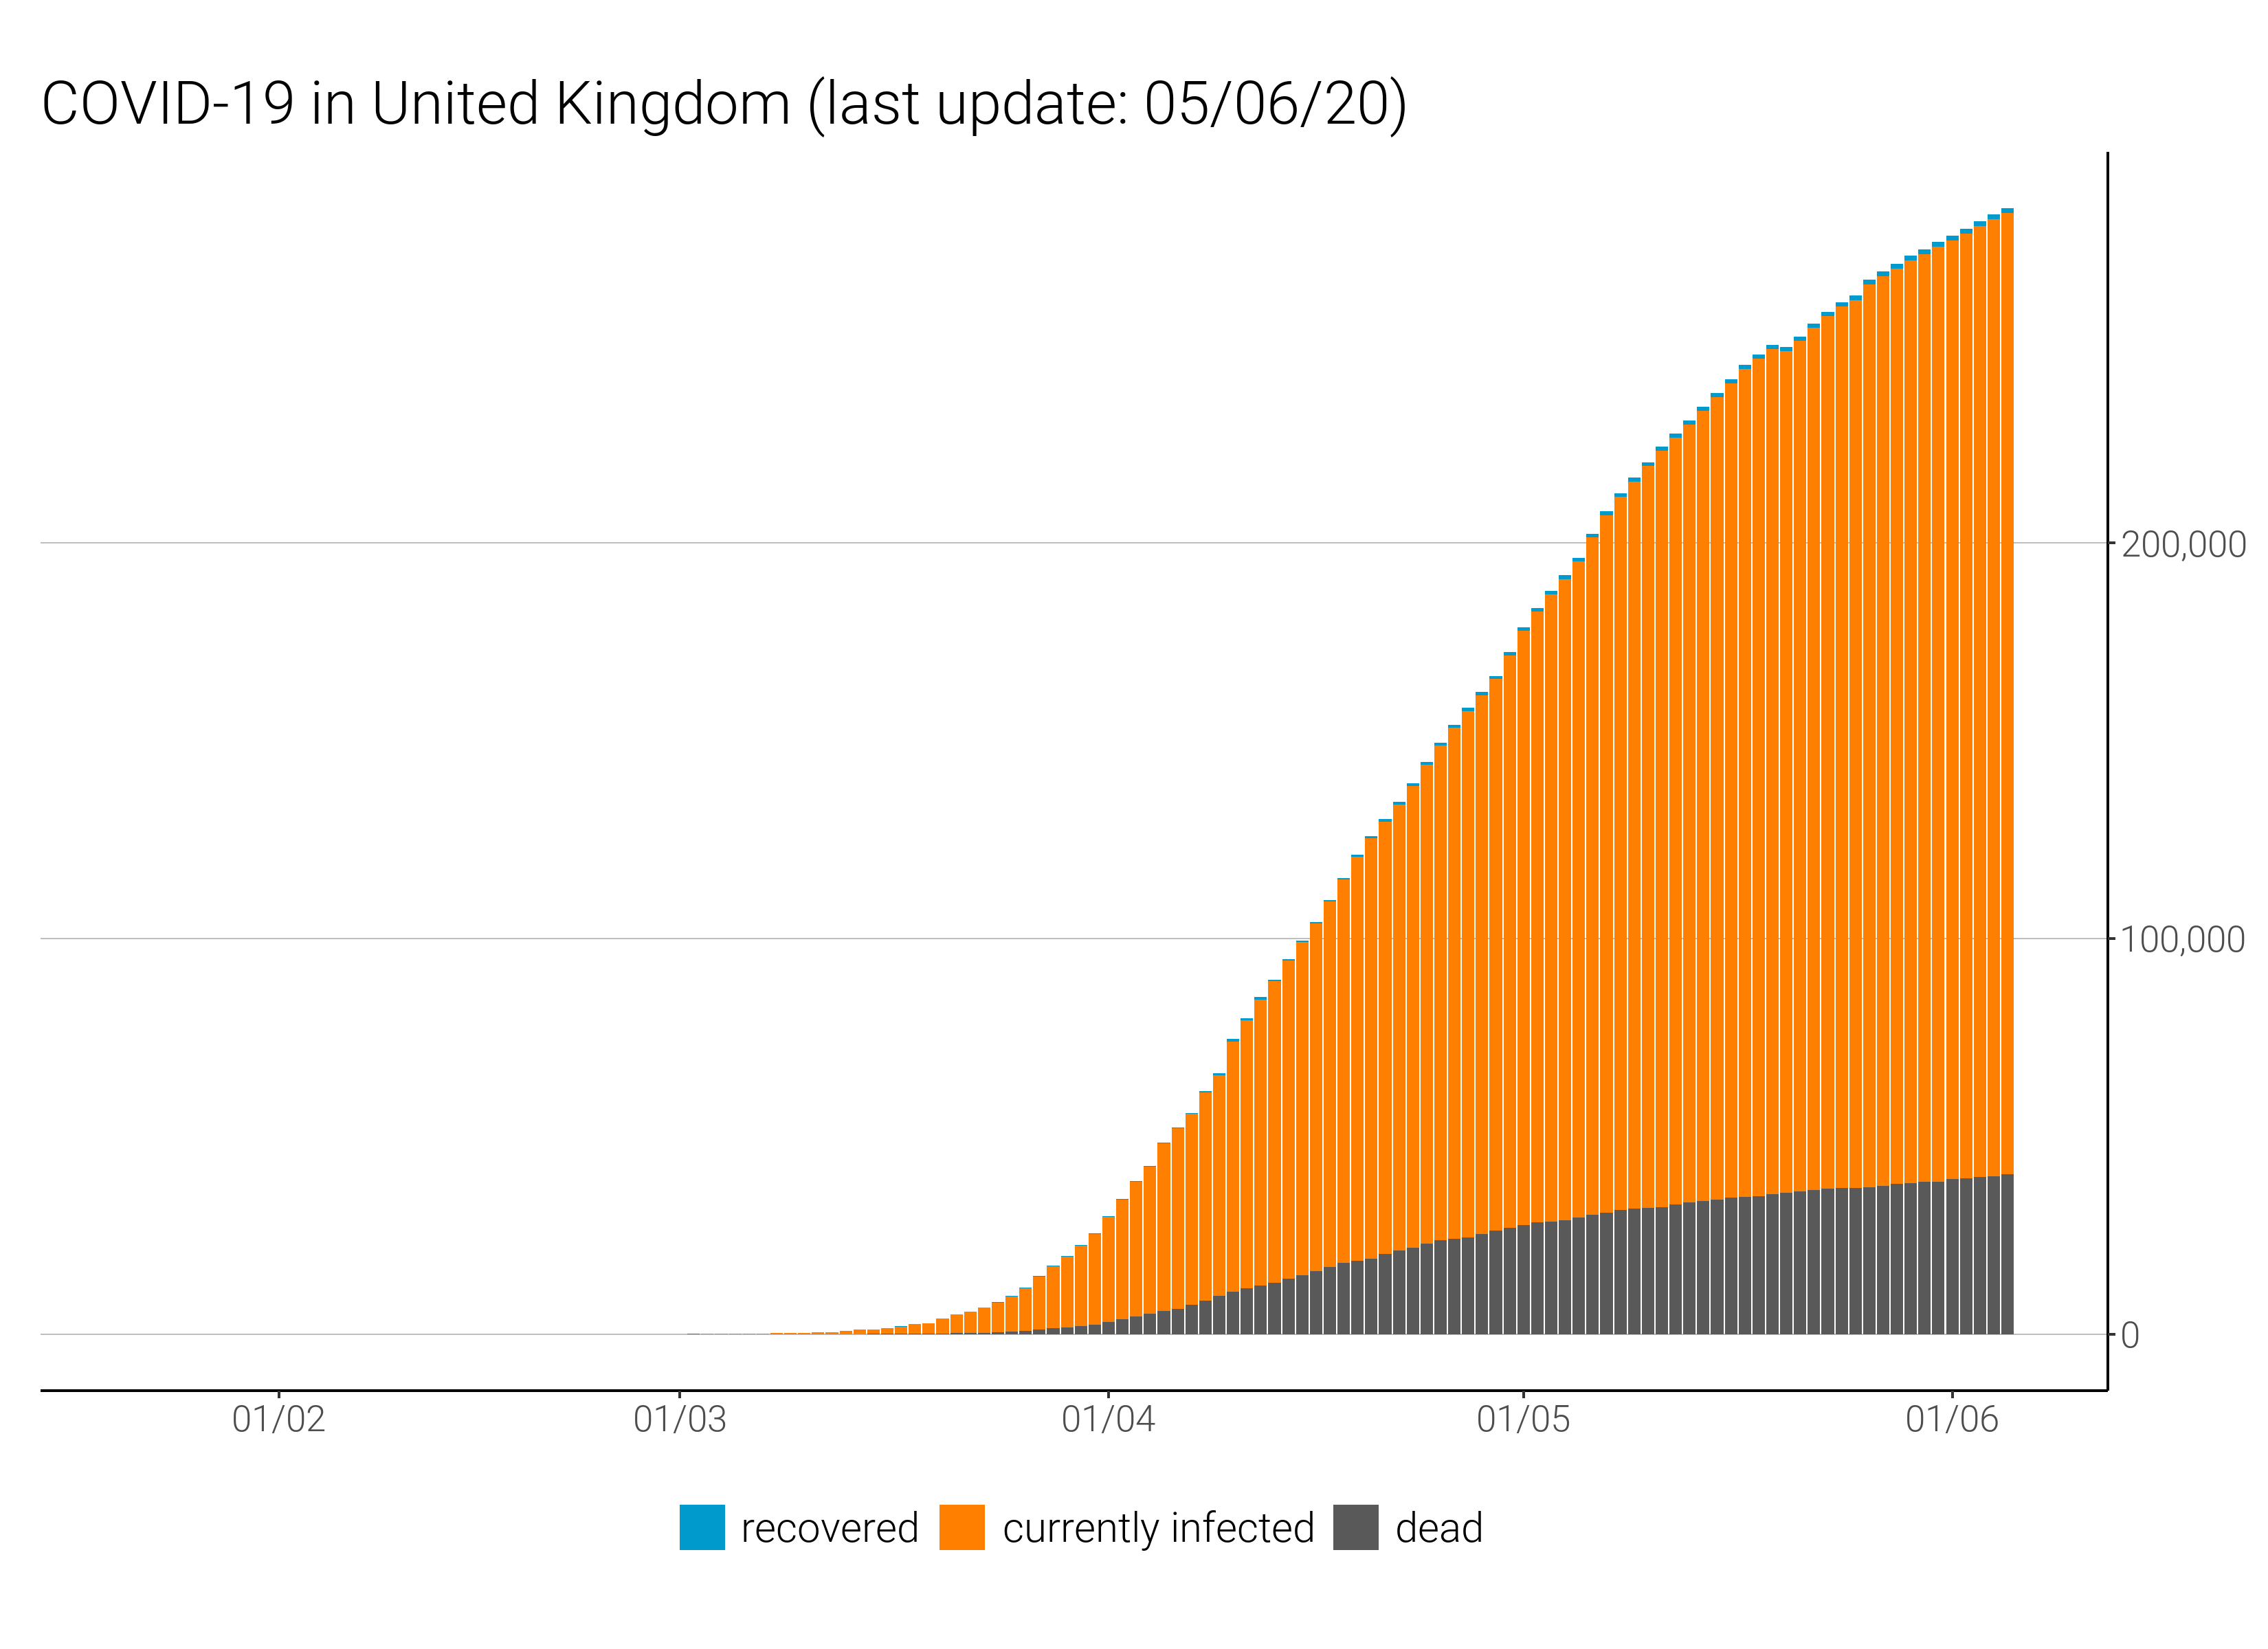 COVID-19 in United Kingdom (last update: 05/06/20)
200,000
100,000
0
01/02 01/03 01/04 01/05 01/06
recovered currently infected dead